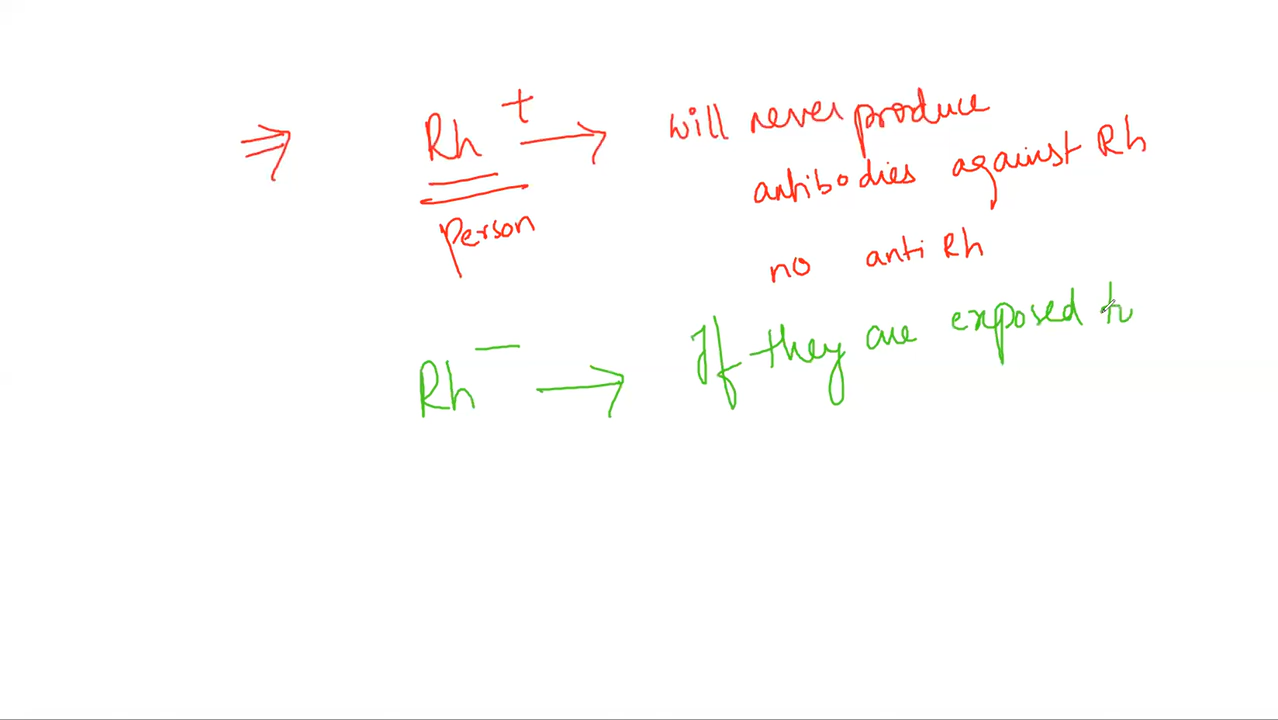 ⇒ Rh⁺ → will never produce
person antibodies against Rh
no anti Rh
Rh⁻ → If they are exposed to